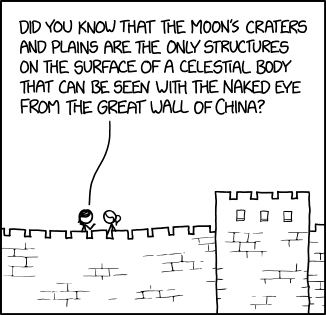 DID YOU KNOW THAT THE MOON'S CRATERS
AND PLAINS ARE THE ONLY STRUCTURES
ON THE SURFACE OF A CELESTIAL BODY
THAT CAN BE SEEN WITH THE NAKED EYE
FROM THE GREAT WALL OF CHINA?